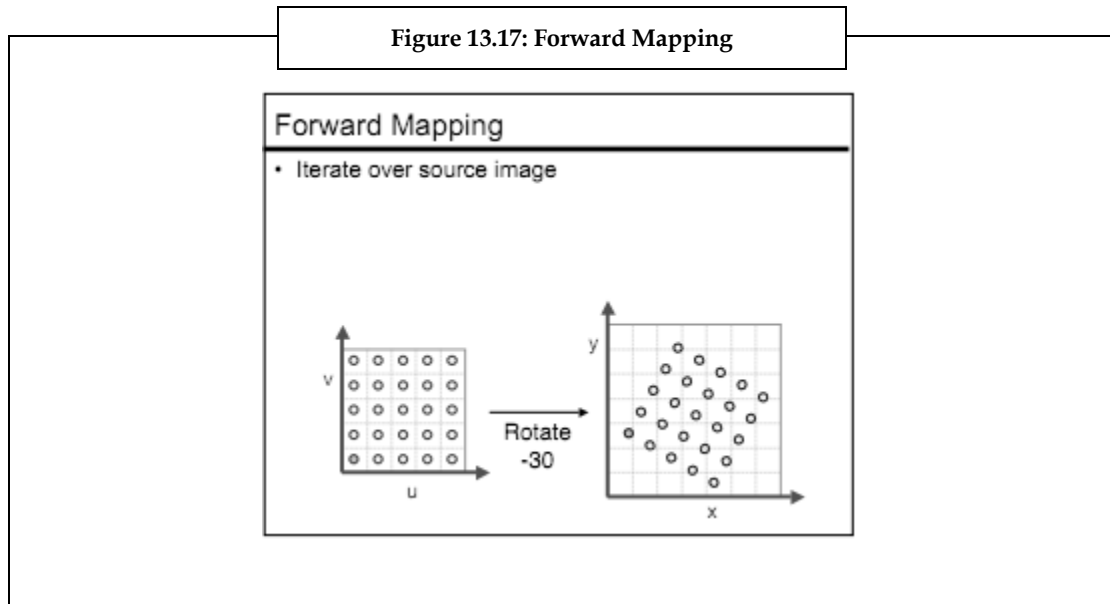 Figure 13.17: Forward Mapping
Forward Mapping
• Iterate over source image
v
u
Rotate
-30
y
x